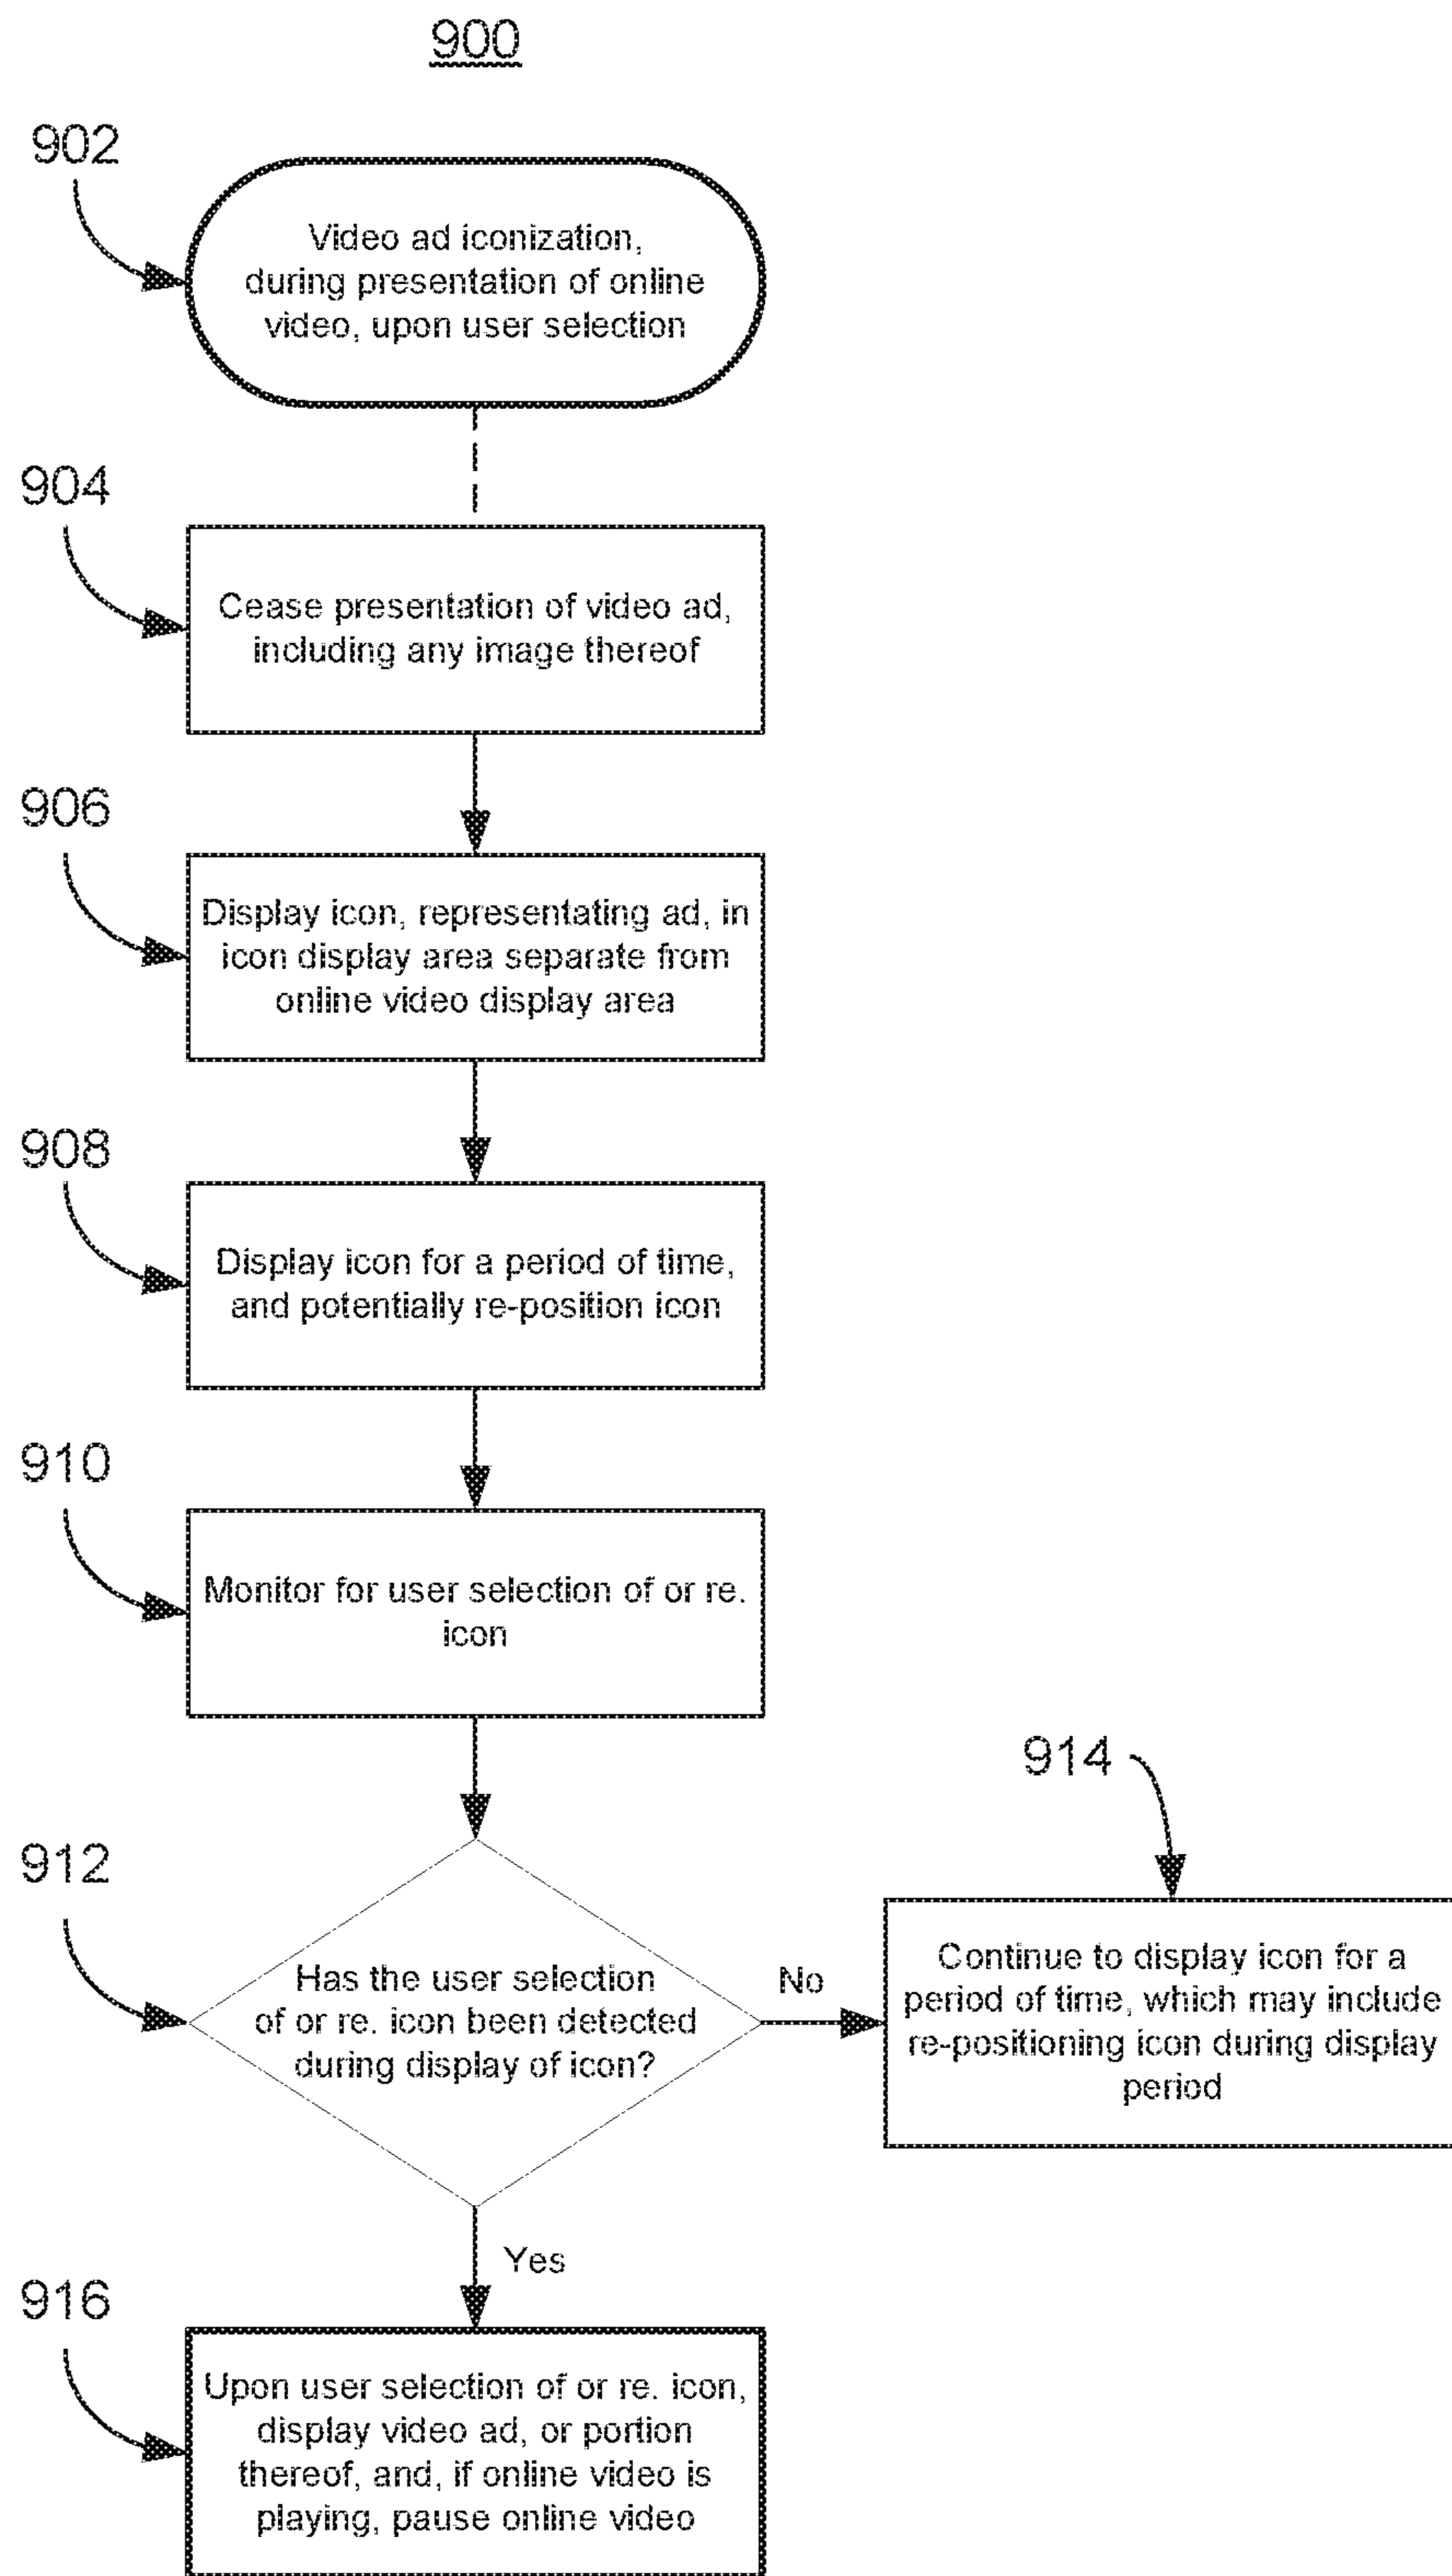 900
902
Video ad iconization,
during presentation of online
video, upon user selection
904
Cease presentation of video ad,
including any image thereof
906
Display icon, representating ad, in
icon display area separate from
online video display area
908
Display icon for a period of time,
and potentially re-position icon
910
Monitor for user selection of or re.
icon
912
Has the user selection
of or re. icon been detected
during display of icon?
No
914
Continue to display icon for a
period of time, which may include
re-positioning icon during display
period
Yes
916
Upon user selection of or re. icon,
display video ad, or portion
thereof, and, if online video is
playing, pause online video